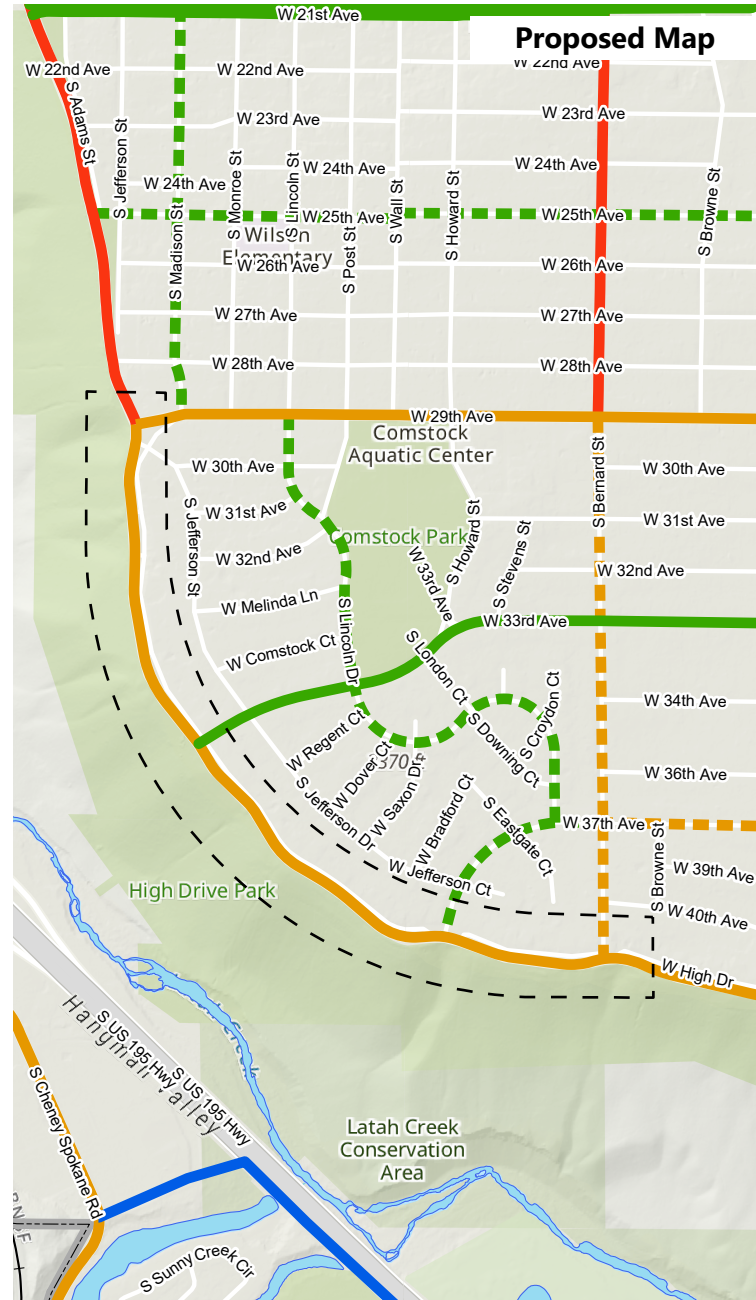 W 21st Ave
Proposed Map
W 22nd Ave
W 22nd Ave
W 22nd Ave
S Adams St
S Jefferson St
W 23rd Ave
W 23rd Ave
W 24th Ave
W 24th Ave
W 24th Ave
S Madison St
S Monroe St
S Lincoln St
S Post St
S Wall St
S Howard St
S Browne St
W 25th Ave
W 25th Ave
Wilson
Elementary
W 26th Ave
W 26th Ave
W 27th Ave
W 27th Ave
W 28th Ave
W 28th Ave
W 29th Ave
Comstock
Aquatic Center
S Bernard St
W 30th Ave
W 30th Ave
W 31st Ave
W 31st Ave
S Jefferson St
Comstock Park
S Howard St
S Stevens St
W 32nd Ave
W 32nd Ave
W 33rd Ave
W Melinda Ln
S Lincoln Dr
W 33rd Ave
W Comstock Ct
S London Ct
S Croydon Ct
W 34th Ave
W Regent Ct
S Downing Ct
W Dover Ct
W Saxon Dr
W 36th Ave
S Jefferson Dr
W Bradford Ct
S Eastgate Ct
W 37th Ave
S Browne St
W Jefferson Ct
W 39th Ave
High Drive Park
W 40th Ave
W High Dr
Hangman Valley
S US 195 Hwy
S US 195 Hwy
Creek
S Cheney Spokane Rd
Latah Creek
Conservation
Area
S Sunny Creek Cir